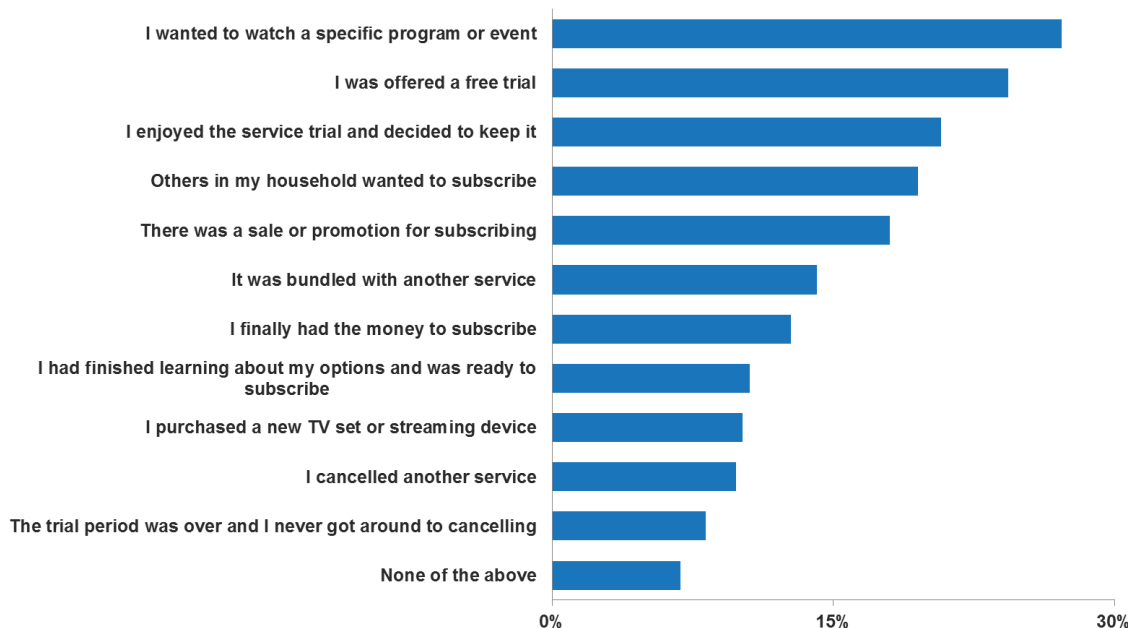 I wanted to watch a specific program or event
I was offered a free trial
I enjoyed the service trial and decided to keep it
Others in my household wanted to subscribe
There was a sale or promotion for subscribing
It was bundled with another service
I finally had the money to subscribe
I had finished learning about my options and was ready to
subscribe
I purchased a new TV set or streaming device
I cancelled another service
The trial period was over and I never got around to cancelling
None of the above
0% 15% 30%